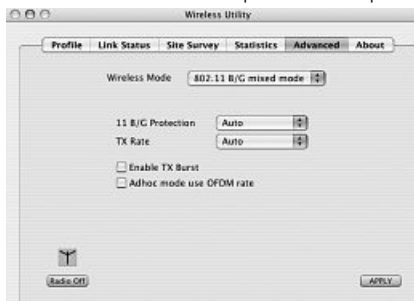 Wireless Utility
Profile Link Status Site Survey Statistics Advanced About
Wireless Mode 802.11 B/G mixed mode
11 B/G Protection Auto
TX Rate Auto
Enable TX Burst
Adhoc mode use OFDM rate
Radio Off APPLY